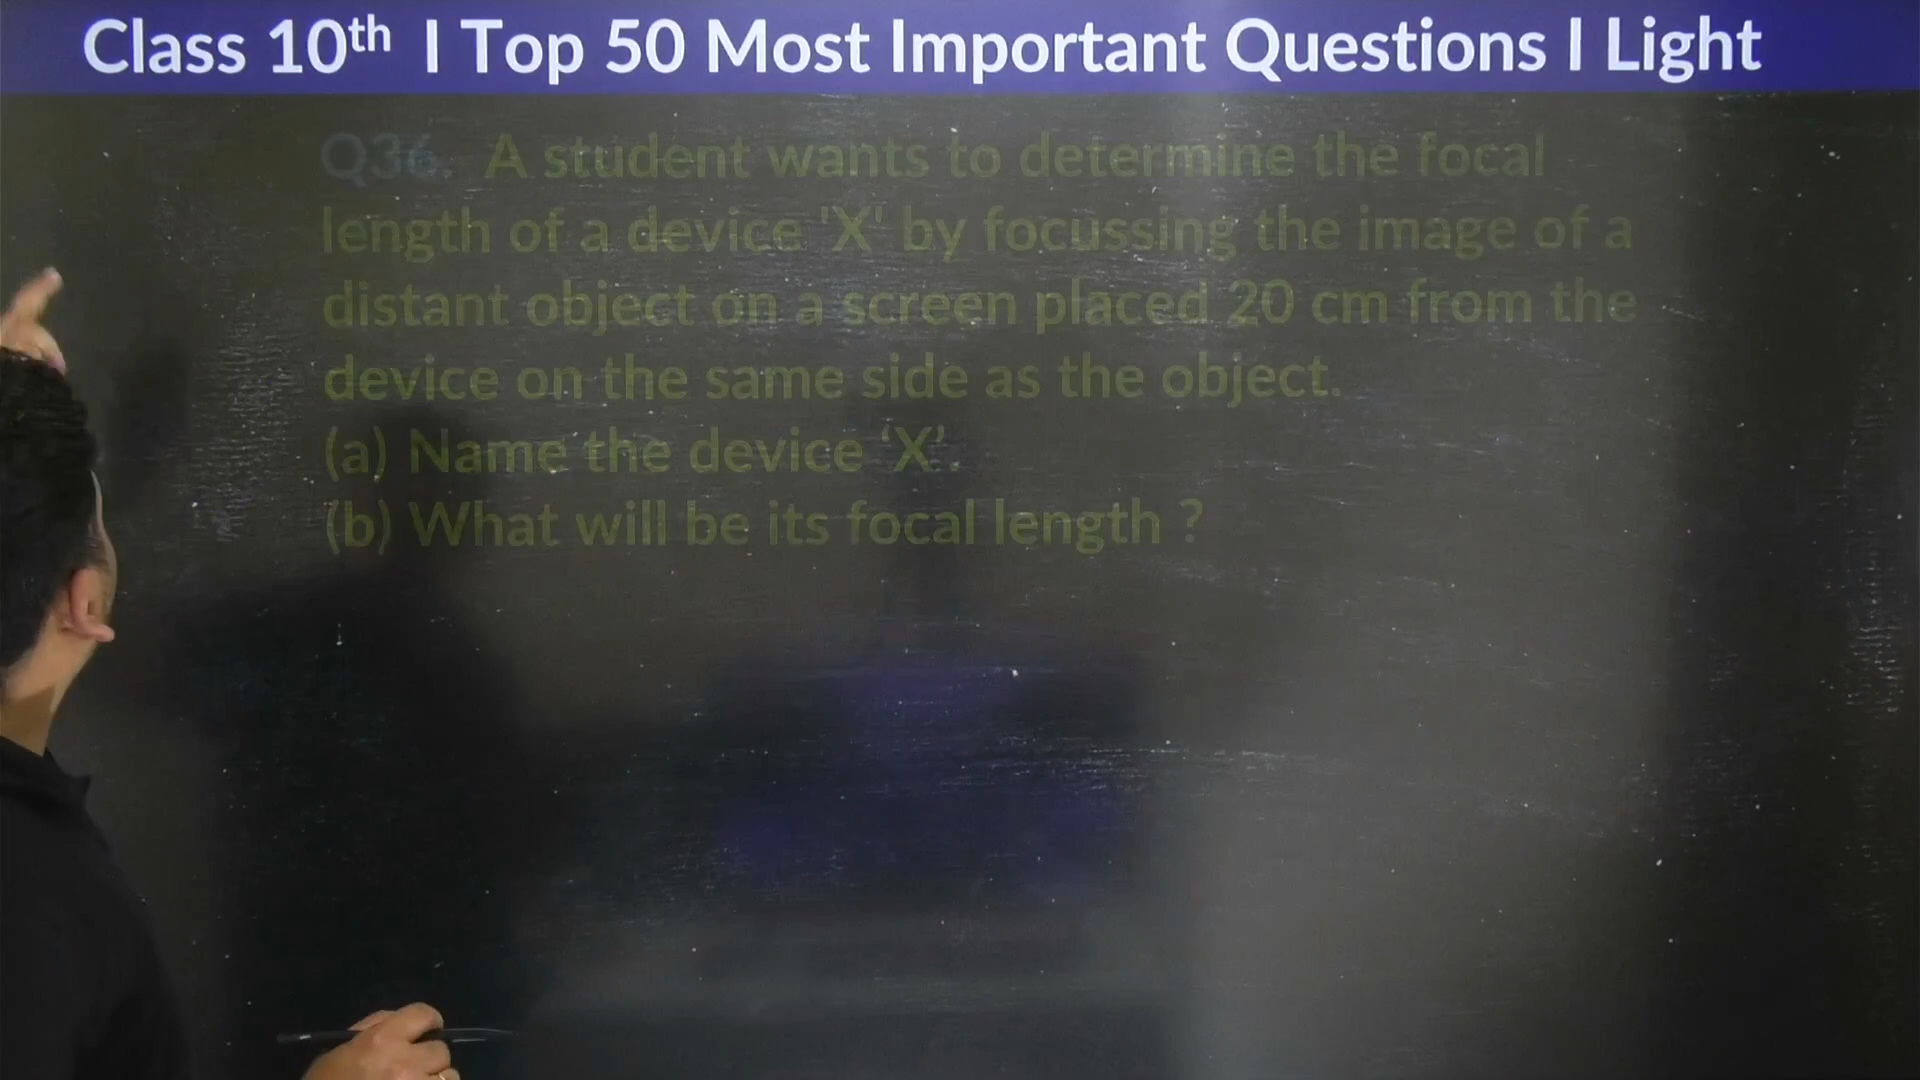 Class 10th I Top 50 Most Important Questions I Light
Q36. A student wants to determine the focal
length of a device 'X' by focussing the image of a
distant object on a screen placed 20 cm from the
device on the same side as the object.
(a) Name the device ‘X’.
(b) What will be its focal length ?